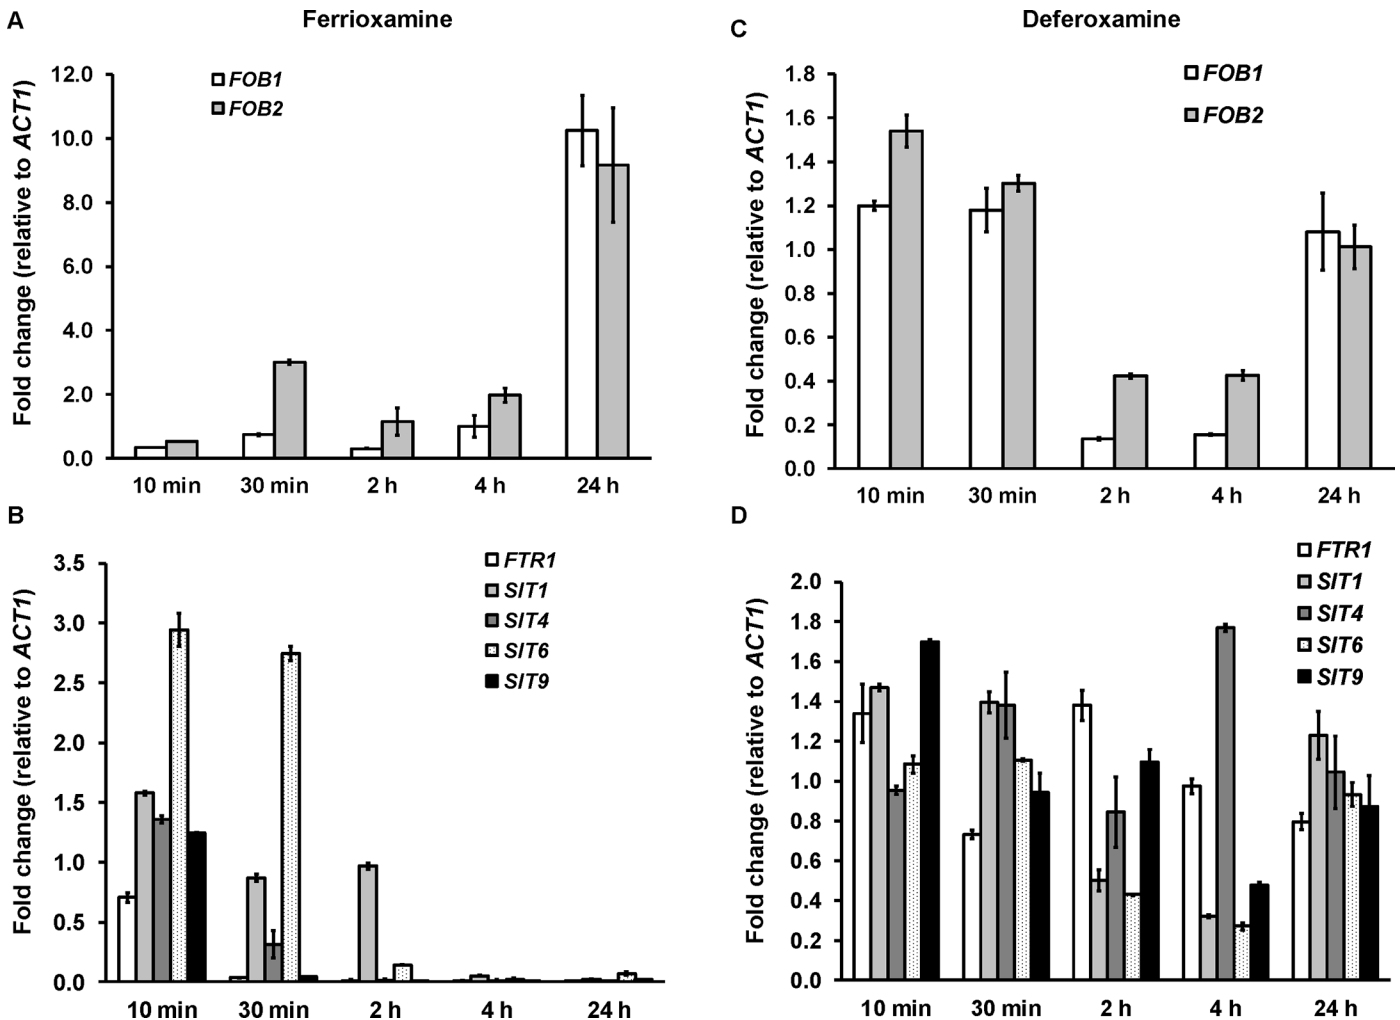 A
Ferrioxamine
Fold change (relative to ACT1)
12.0
10.0
8.0
6.0
4.0
2.0
0.0
FOB1
FOB2
10 min 30 min 2 h 4 h 24 h
C
Deferoxamine
Fold change (relative to ACT1)
1.8
1.6
1.4
1.2
1.0
0.8
0.6
0.4
0.2
0.0
FOB1
FOB2
10 min 30 min 2 h 4 h 24 h
B
Fold change (relative to ACT1)
3.5
3.0
2.5
2.0
1.5
1.0
0.5
0.0
FTR1
SIT1
SIT4
SIT6
SIT9
10 min 30 min 2 h 4 h 24 h
D
Fold change (relative to ACT1)
2.0
1.8
1.6
1.4
1.2
1.0
0.8
0.6
0.4
0.2
0.0
FTR1
SIT1
SIT4
SIT6
SIT9
10 min 30 min 2 h 4 h 24 h